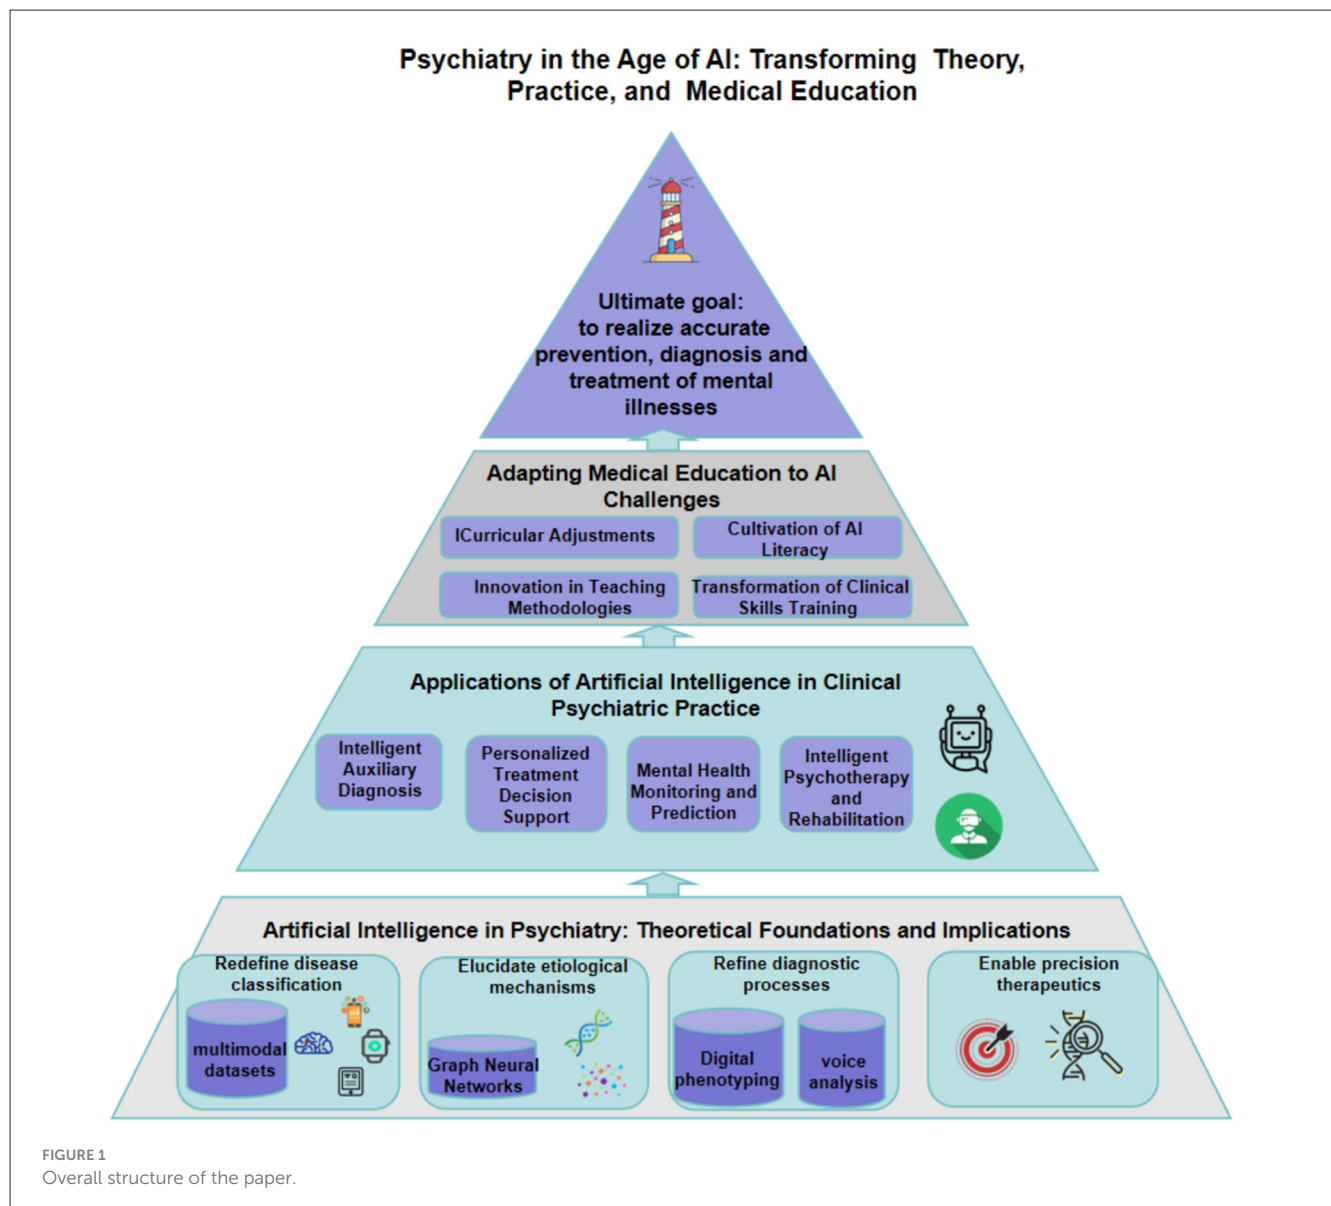 Psychiatry in the Age of AI: Transforming Theory,
Practice, and Medical Education
Ultimate goal:
to realize accurate
prevention, diagnosis and
treatment of mental
illnesses
Adapting Medical Education to AI
Challenges
ICurricular Adjustments
Cultivation of AI
Literacy
Innovation in Teaching
Methodologies
Transformation of Clinical
Skills Training
Applications of Artificial Intelligence in Clinical
Psychiatric Practice
Intelligent
Auxiliary
Diagnosis
Personalized
Treatment
Decision
Support
Mental Health
Monitoring and
Prediction
Intelligent
Psychotherapy
and
Rehabilitation
Artificial Intelligence in Psychiatry: Theoretical Foundations and Implications
Redefine disease
classification
multimodal
datasets
Elucidate etiological
mechanisms
Graph Neural
Networks
Refine diagnostic
processes
Digital
phenotyping
voice
analysis
Enable precision
therapeutics
FIGURE 1
Overall structure of the paper.